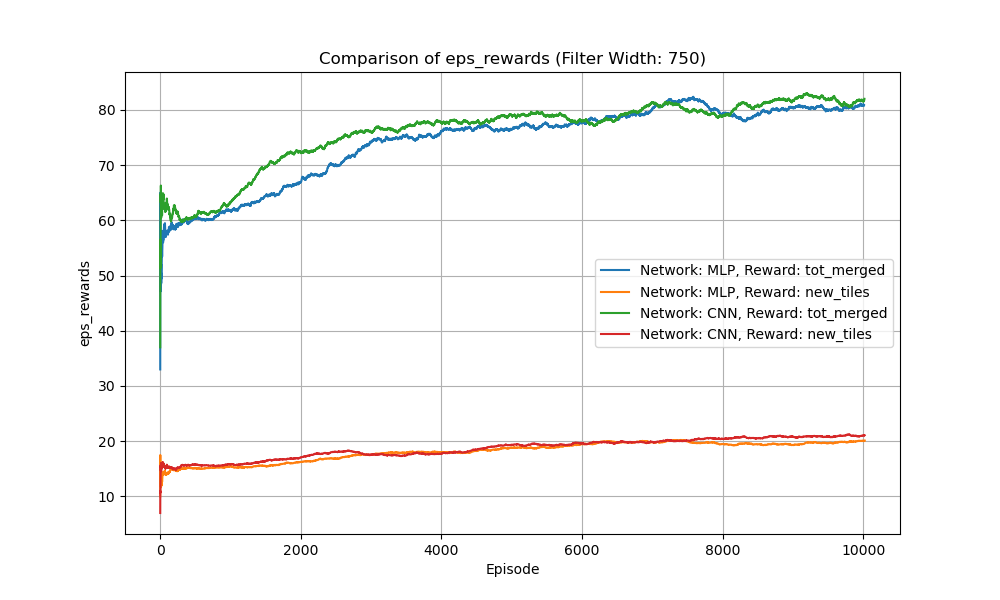 Comparison of eps_rewards (Filter Width: 750)
eps_rewards
80
70
60
50
40
30
20
10
Network: MLP, Reward: tot_merged
Network: MLP, Reward: new_tiles
Network: CNN, Reward: tot_merged
Network: CNN, Reward: new_tiles
0 2000 4000 6000 8000 10000
Episode